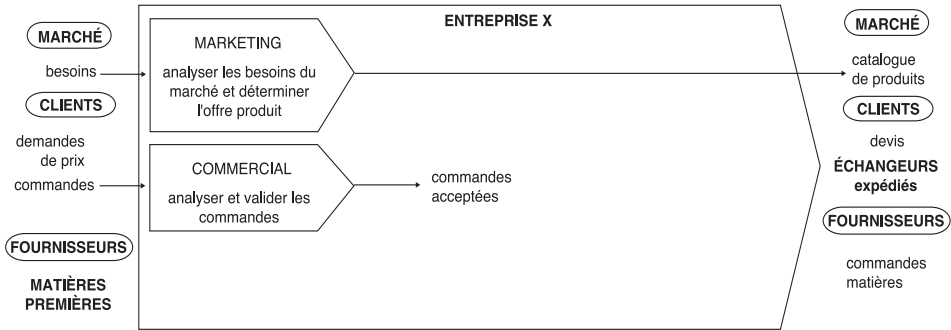 ENTREPRISE X
MARCHÉ
besoins
CLIENTS
demandes
de prix
commandes
FOURNISSEURS
MATIÈRES
PREMIÈRES
MARKETING
analyser les besoins du
marché et déterminer
l'offre produit
COMMERCIAL
analyser et valider les
commandes
commandes
acceptées
MARCHÉ
catalogue
de produits
CLIENTS
devis
ÉCHANGEURS
expédiés
FOURNISSEURS
commandes
matières